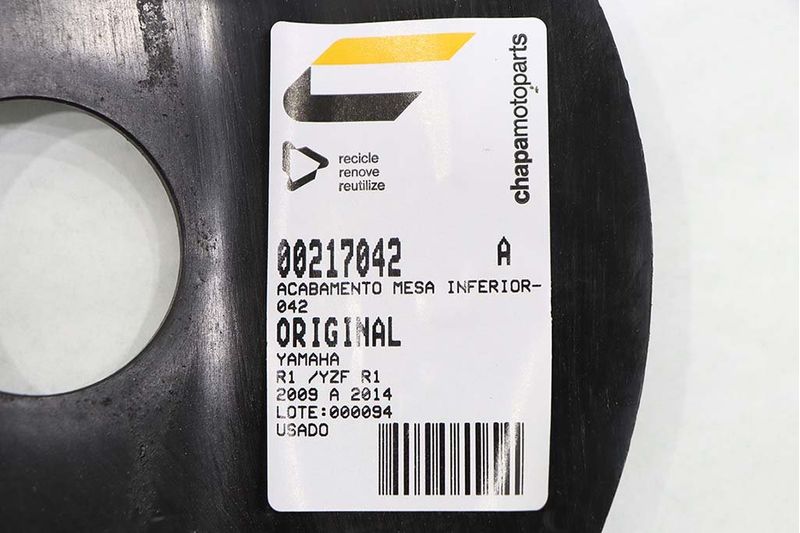 chapamotoparts
recicle
renove
reutilize
00217042 A
ACABAMENTO MESA INFERIOR-
042
ORIGINAL
YAMAHA
R1 /YZF R1
2009 A 2014
LOTE:000094
USADO